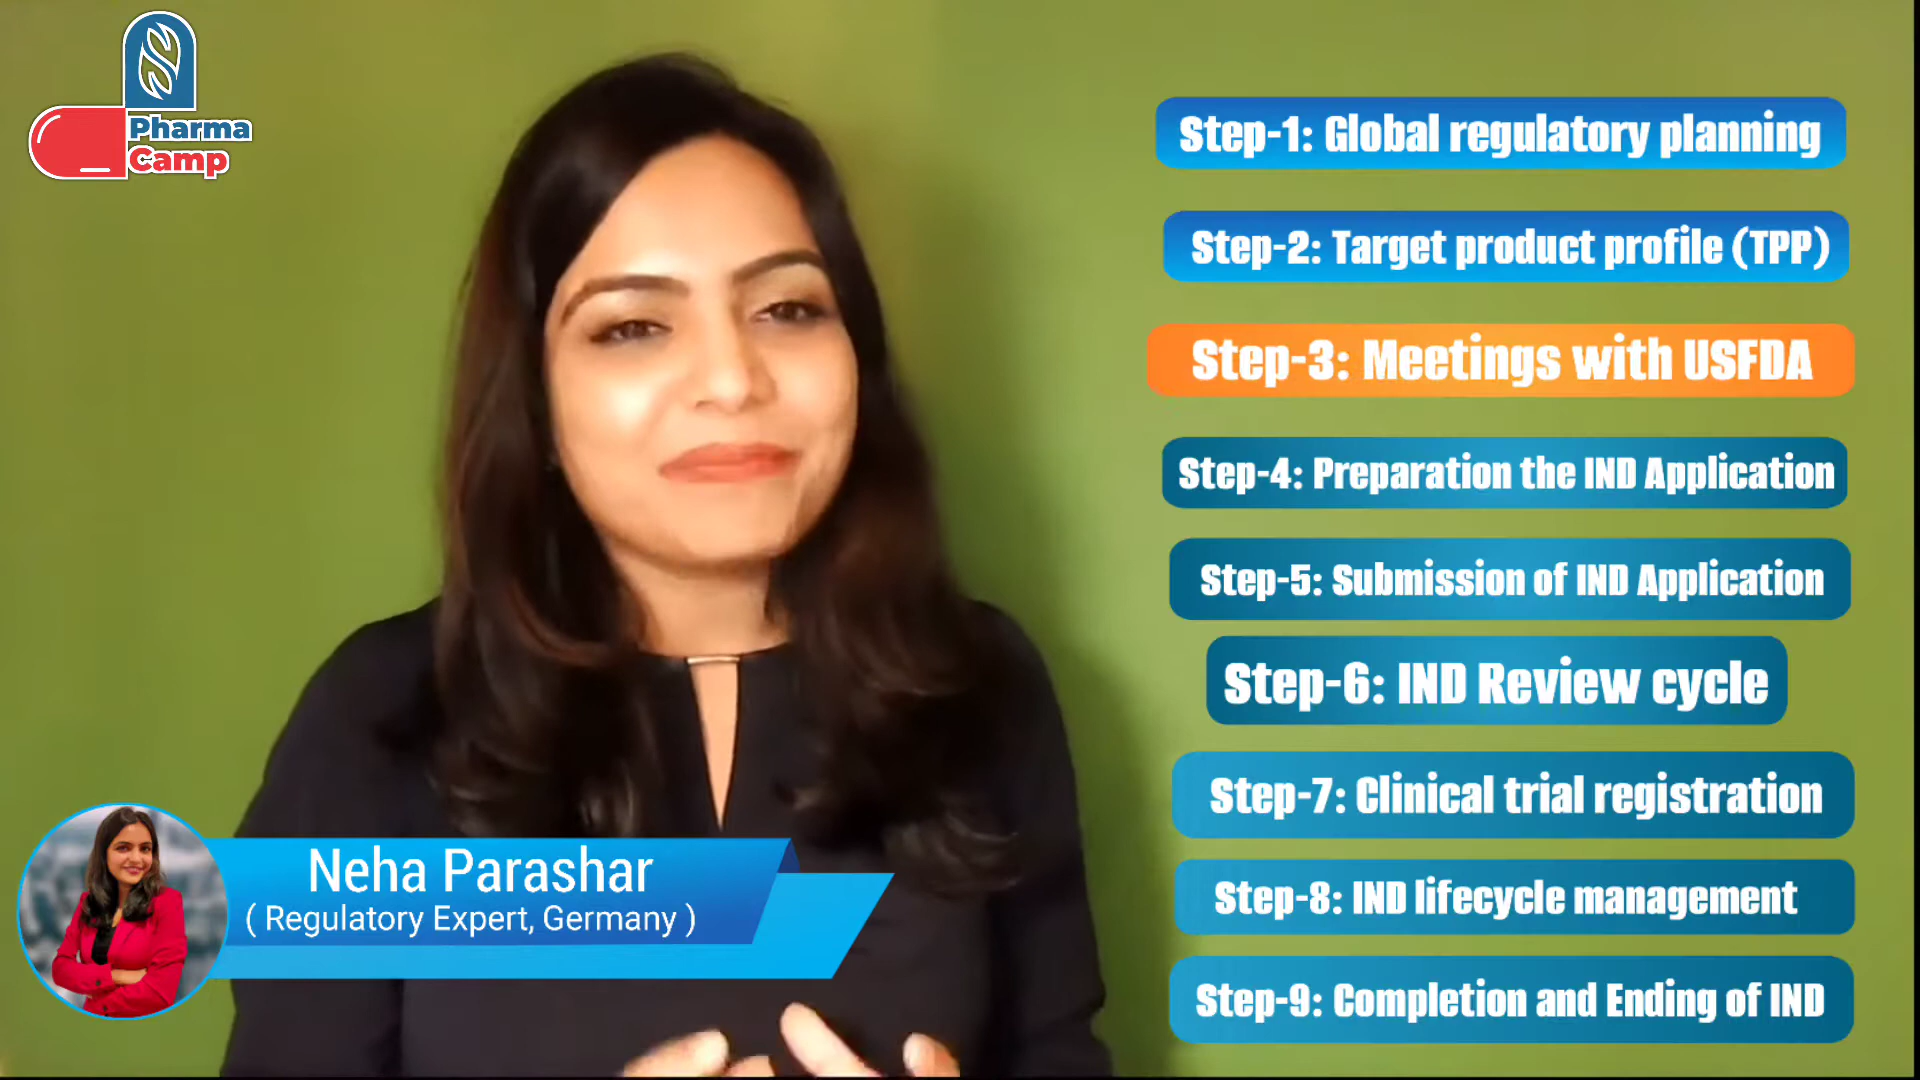 Pharma
Camp
Step-1: Global regulatory planning
Step-2: Target product profile (TPP)
Step-3: Meetings with USFDA
Step-4: Preparation the IND Application
Step-5: Submission of IND Application
Step-6: IND Review cycle
Step-7: Clinical trial registration
Step-8: IND lifecycle management
Step-9: Completion and Ending of IND
Neha Parashar
( Regulatory Expert, Germany )